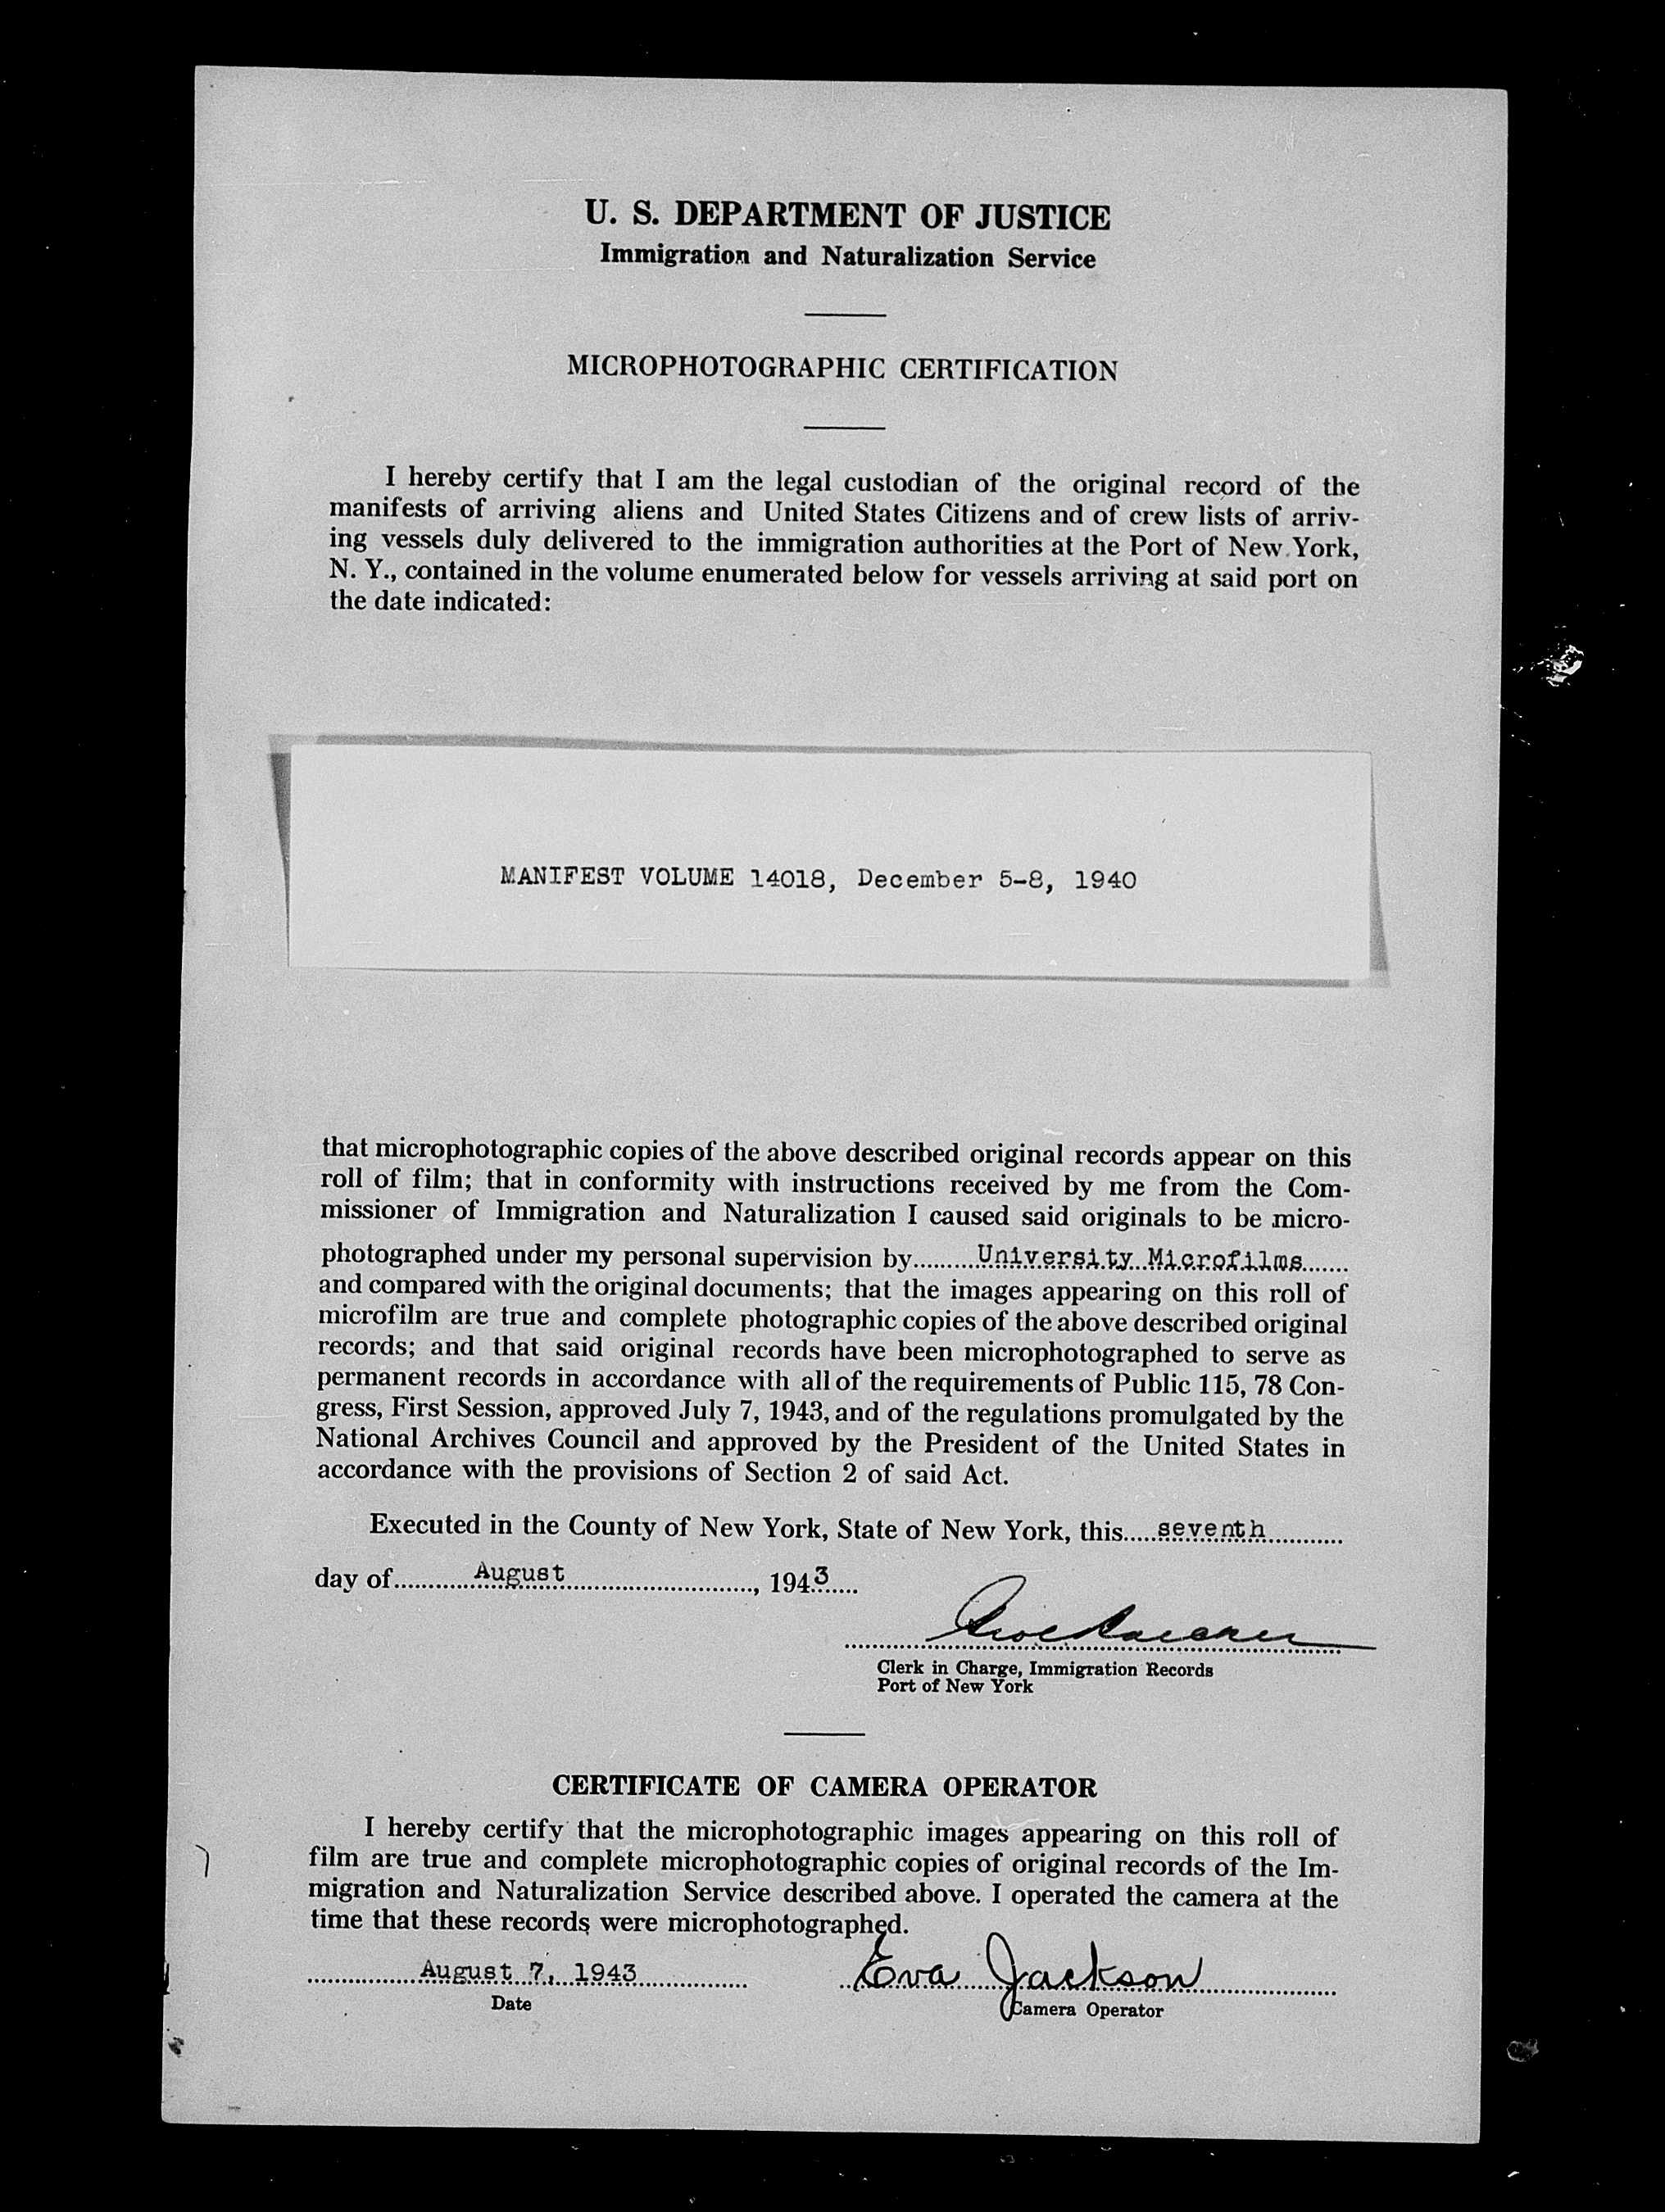 U. S. DEPARTMENT OF JUSTICE
Immigration and Naturalization Service
MICROPHOTOGRAPHIC CERTIFICATION
I hereby certify that I am the legal custodian of the original record of the
manifests of arriving aliens and United States Citizens and of crew lists of arriv-
ing vessels duly delivered to the immigration authorities at the Port of New York,
N. Y., contained in the volume enumerated below for vessels arriving at said port on
the date indicated:
MANIFEST VOLUME 14018, December 5-8, 1940
that microphotographic copies of the above described original records appear on this
roll of film; that in conformity with instructions received by me from the Com-
missioner of Immigration and Naturalization I caused said originals to be micro-
photographed under my personal supervision by University Microfilms
and compared with the original documents; that the images appearing on this roll of
microfilm are true and complete photographic copies of the above described original
records; and that said original records have been microphotographed to serve as
permanent records in accordance with all of the requirements of Public 115, 78 Con-
gress, First Session, approved July 7, 1943, and of the regulations promulgated by the
National Archives Council and approved by the President of the United States in
accordance with the provisions of Section 2 of said Act.
Executed in the County of New York, State of New York, this seventh
day of August, 1943
Clerk in Charge, Immigration Records
Port of New York
CERTIFICATE OF CAMERA OPERATOR
I hereby certify that the microphotographic images appearing on this roll of
film are true and complete microphotographic copies of original records of the Im-
migration and Naturalization Service described above. I operated the camera at the
time that these records were microphotographed.
August 7, 1943 Eva Jackson
Date Camera Operator